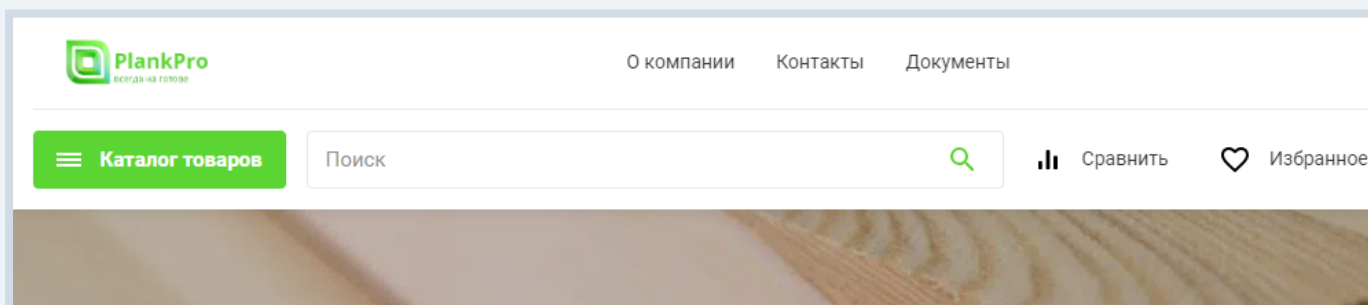 PlankPro
всегда на готове
О компании Контакты Документы
Каталог товаров Поиск Сравнить Избранное